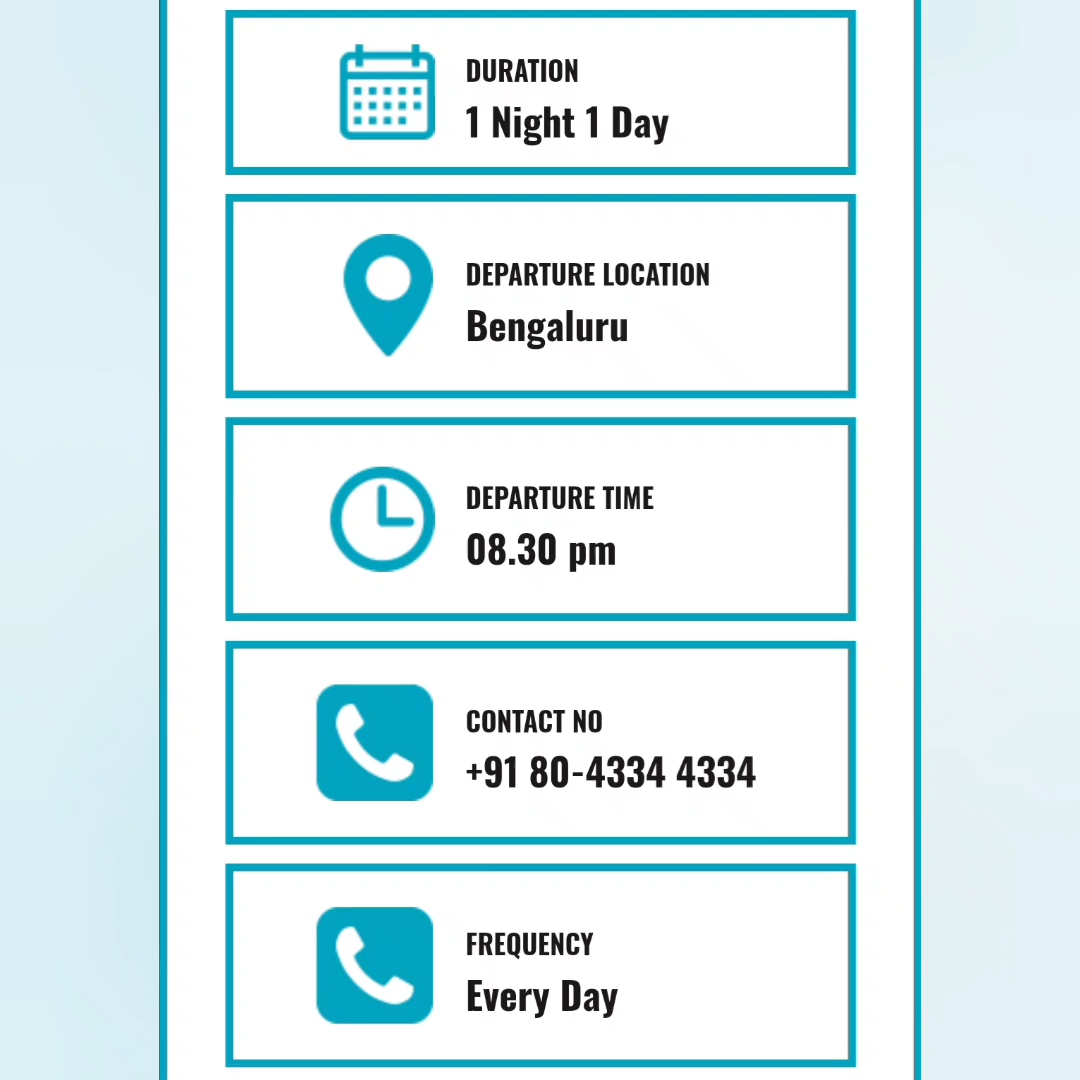 DURATION
1 Night 1 Day
DEPARTURE LOCATION
Bengaluru
DEPARTURE TIME
08.30 pm
CONTACT NO
+91 80-4334 4334
FREQUENCY
Every Day